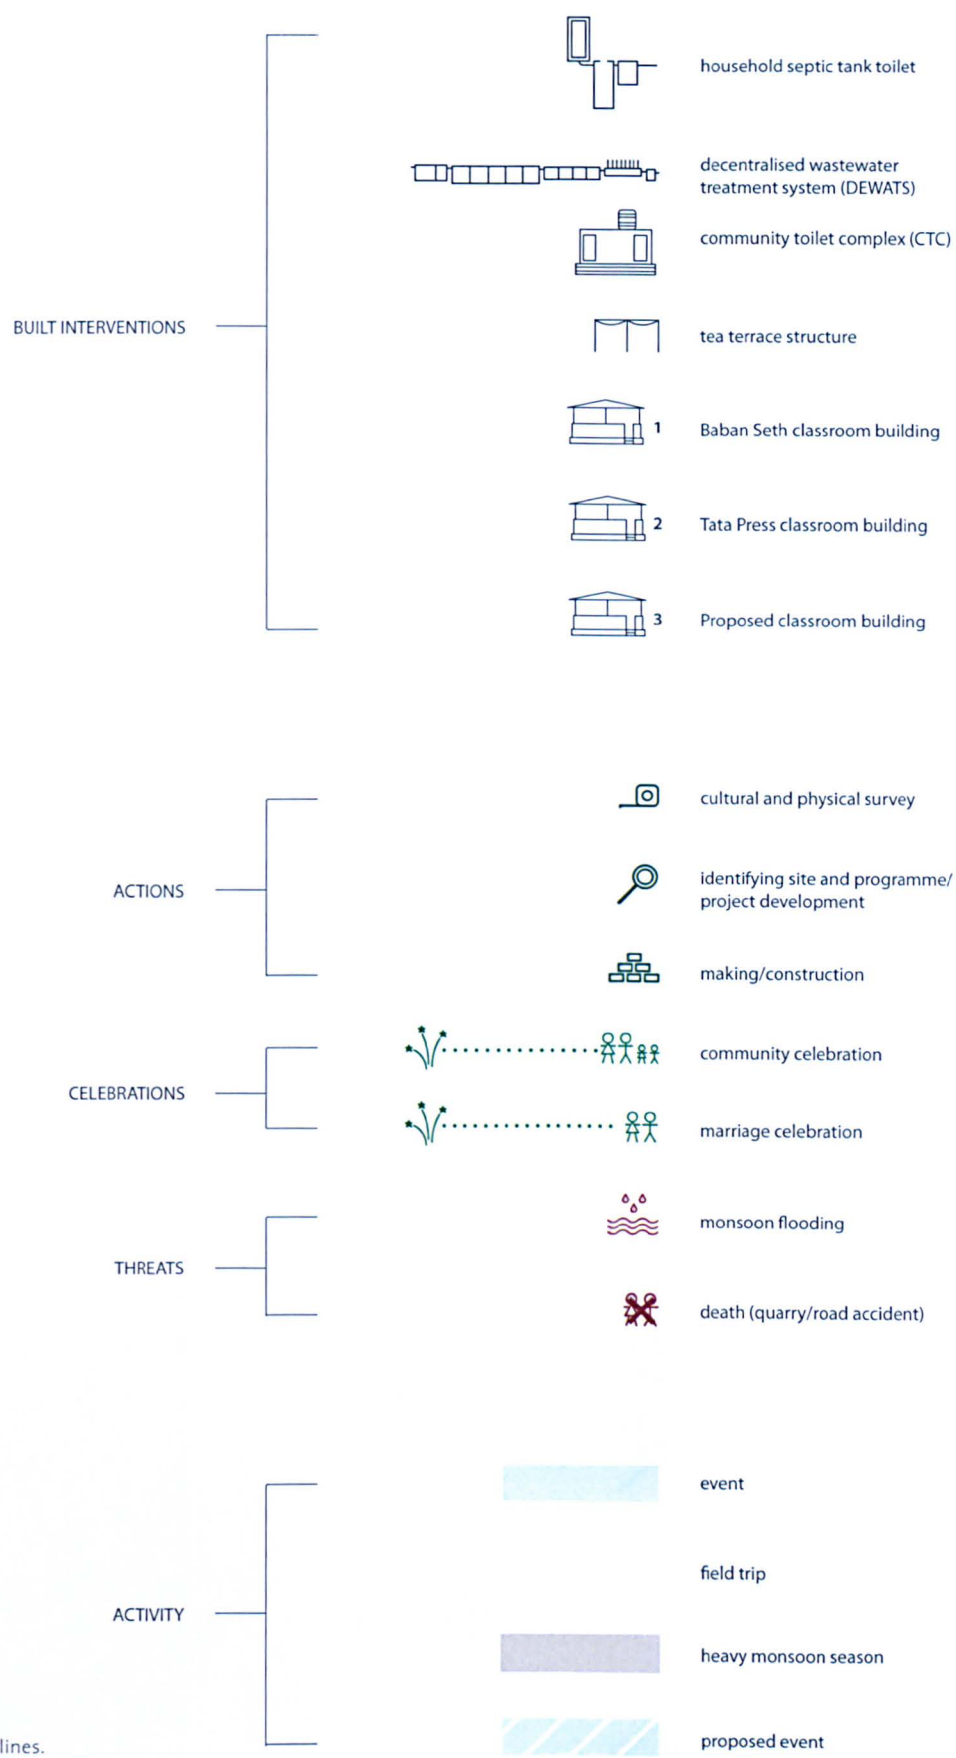 household septic tank toilet
decentralised wastewater
treatment system (DEWATS)
community toilet complex (CTC)
BUILT INTERVENTIONS
tea terrace structure
1 Baban Seth classroom building
2 Tata Press classroom building
3 Proposed classroom building
cultural and physical survey
ACTIONS
identifying site and programme/
project development
making/construction
community celebration
CELEBRATIONS
marriage celebration
monsoon flooding
THREATS
death (quarry/road accident)
event
field trip
ACTIVITY
heavy monsoon season
proposed event
lines.